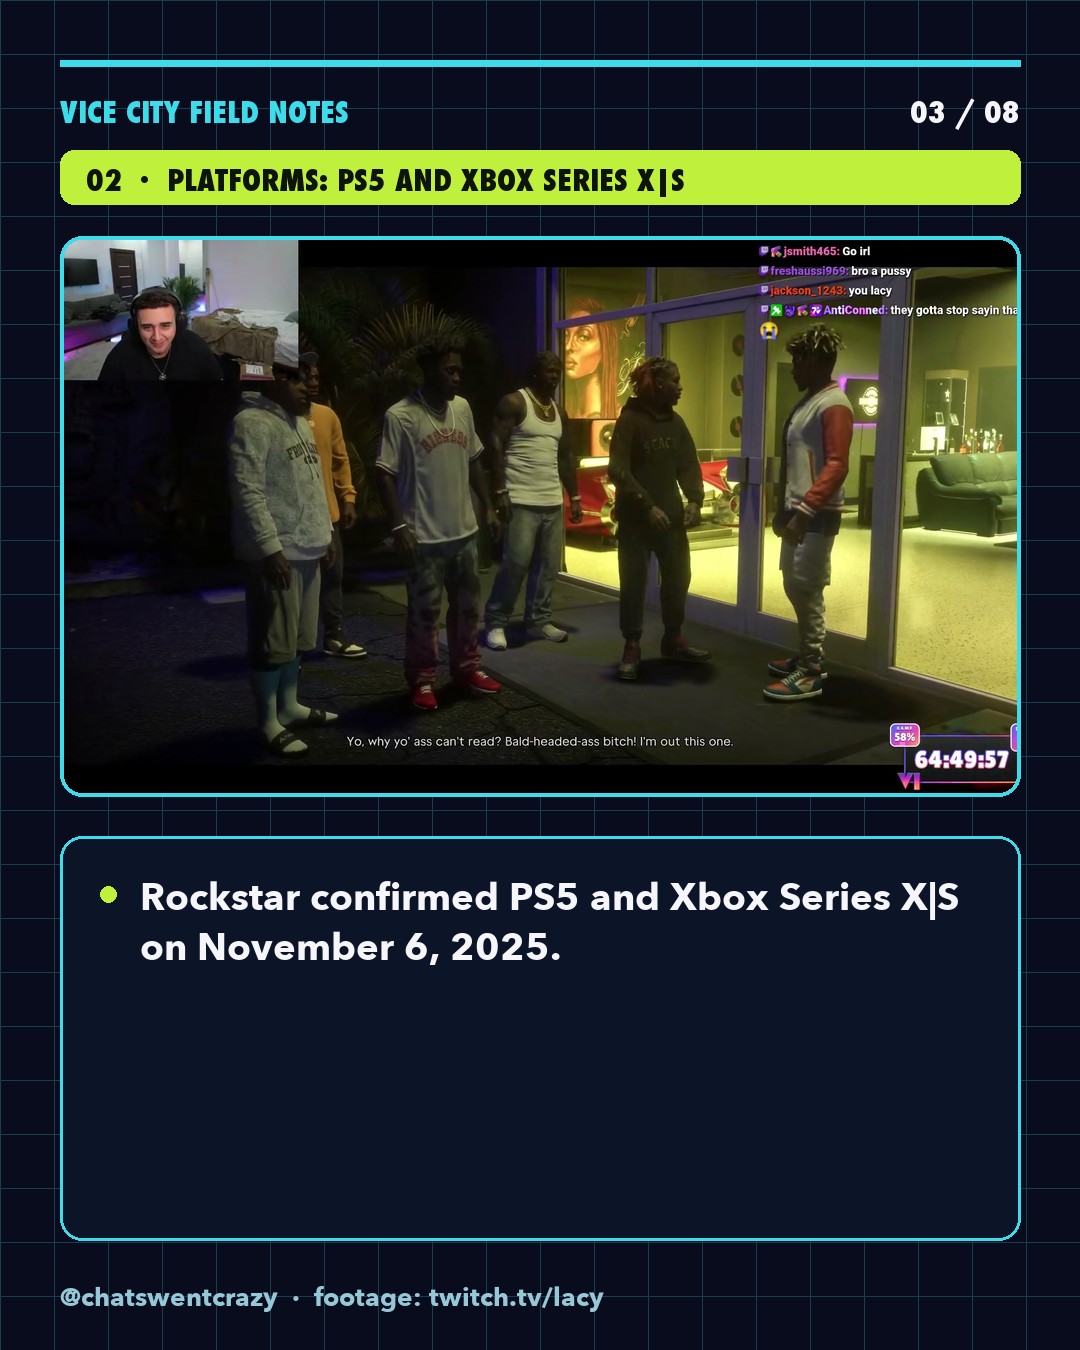 VICE CITY FIELD NOTES
03 / 08
02 · PLATFORMS: PS5 AND XBOX SERIES X|S
jsmith465: Go irl
freshaussi969: bro a pussy
jackson_1243: you lacy
AntiConned: they gotta stop sayin tha
Yo, why yo' ass can't read? Bald-headed-ass bitch! I'm out this one.
58%
64:49:57
VI
Rockstar confirmed PS5 and Xbox Series X|S
on November 6, 2025.
@chatswentcrazy · footage: twitch.tv/lacy